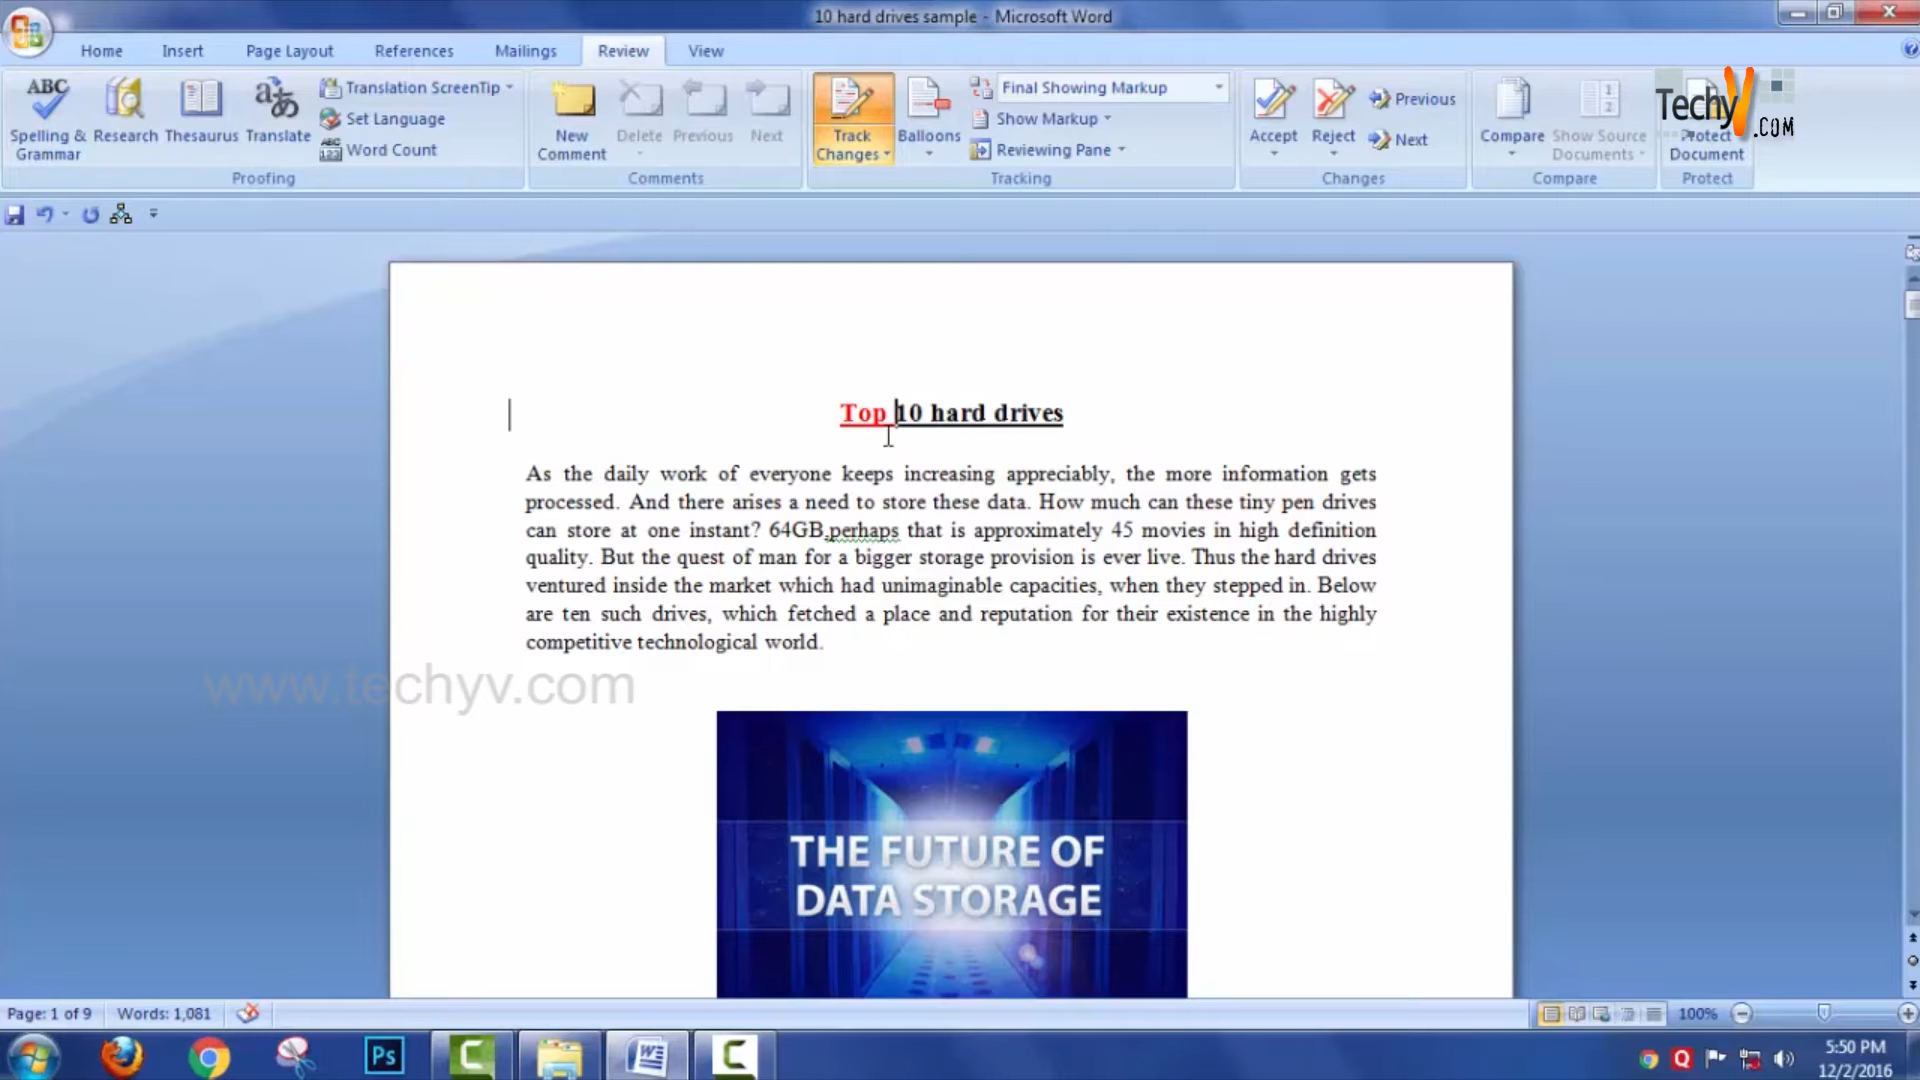 10 hard drives sample - Microsoft Word
Home Insert Page Layout References Mailings Review View
ABC Spelling & Grammar
Research
Thesaurus
Translate
Translation ScreenTip
Set Language
ABC 123 Word Count
Proofing
New Comment
Delete
Previous
Next
Comments
Track Changes
Balloons
Final Showing Markup
Show Markup
Reviewing Pane
Tracking
Accept
Reject
Previous
Next
Changes
Compare
1 2 Show Source Documents
Compare
Protect Document
Protect
TechyV.COM
Top 10 hard drives
As the daily work of everyone keeps increasing appreciably, the more information gets
processed. And there arises a need to store these data. How much can these tiny pen drives
can store at one instant? 64GB,perhaps that is approximately 45 movies in high definition
quality. But the quest of man for a bigger storage provision is ever live. Thus the hard drives
ventured inside the market which had unimaginable capacities, when they stepped in. Below
are ten such drives, which fetched a place and reputation for their existence in the highly
competitive technological world.
www.techyv.com
THE FUTURE OF
DATA STORAGE
Page: 1 of 9 Words: 1,081 100%
Ps
5:50 PM
12/2/2016